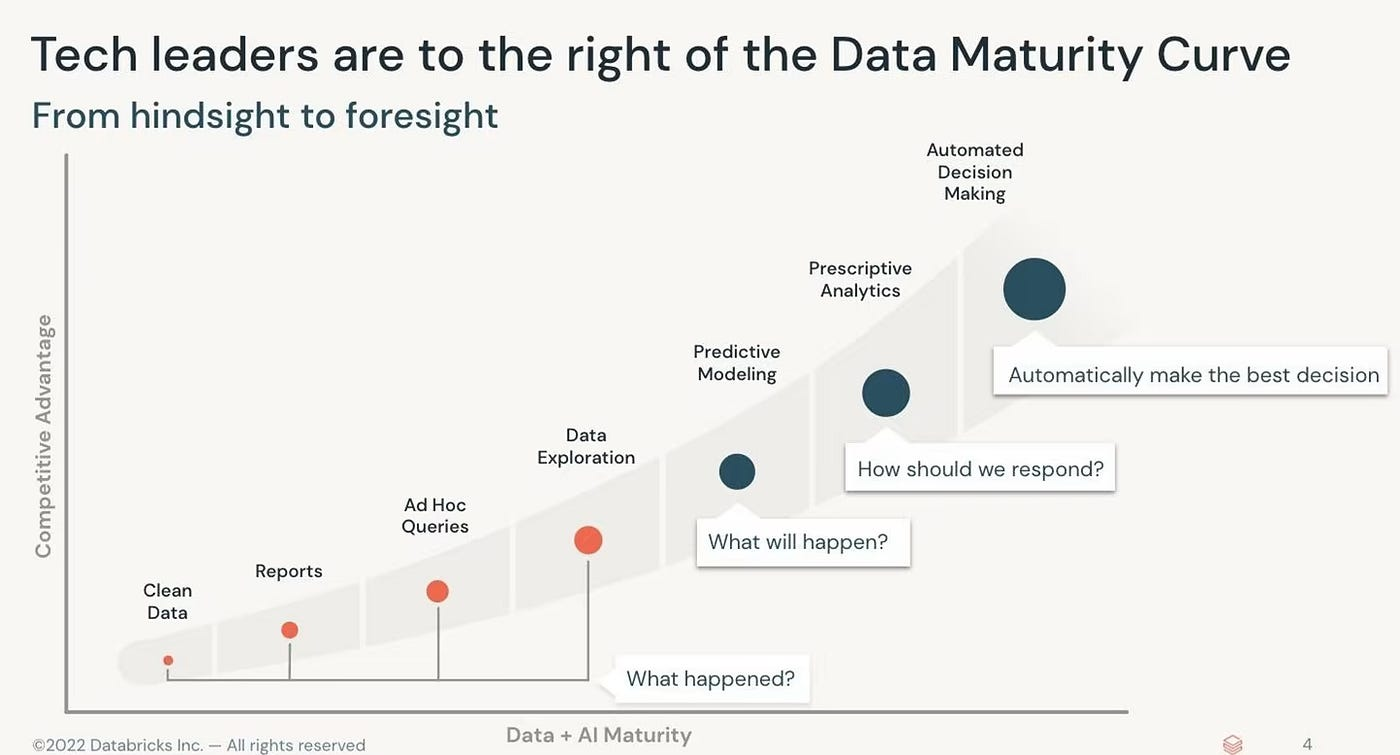 Tech leaders are to the right of the Data Maturity Curve
From hindsight to foresight
Competitive Advantage
Clean
Data
Reports
Ad Hoc
Queries
Data
Exploration
Predictive
Modeling
Prescriptive
Analytics
Automated
Decision
Making
Automatically make the best decision
How should we respond?
What will happen?
What happened?
Data + AI Maturity
©2022 Databricks Inc. — All rights reserved
4